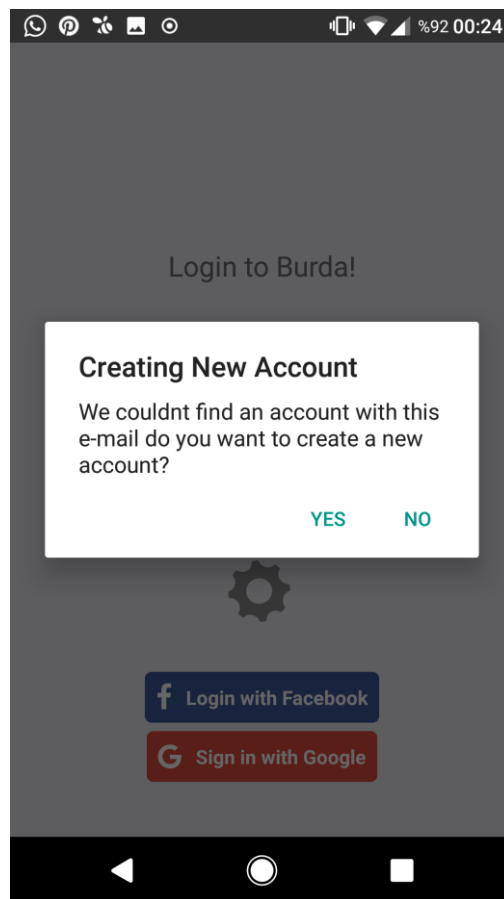 %92 00:24
Login to Burda!
Creating New Account
We couldnt find an account with this
e-mail do you want to create a new
account?
YES NO
f Login with Facebook
G Sign in with Google